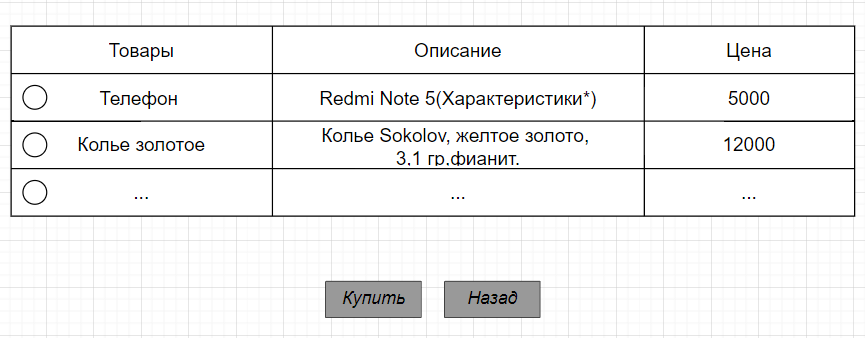 Товары Описание Цена
Телефон Redmi Note 5(Характеристики*) 5000
Колье золотое Колье Sokolov, желтое золото, 12000
3,1 гр,фианит.
... ... ...
Купить Назад